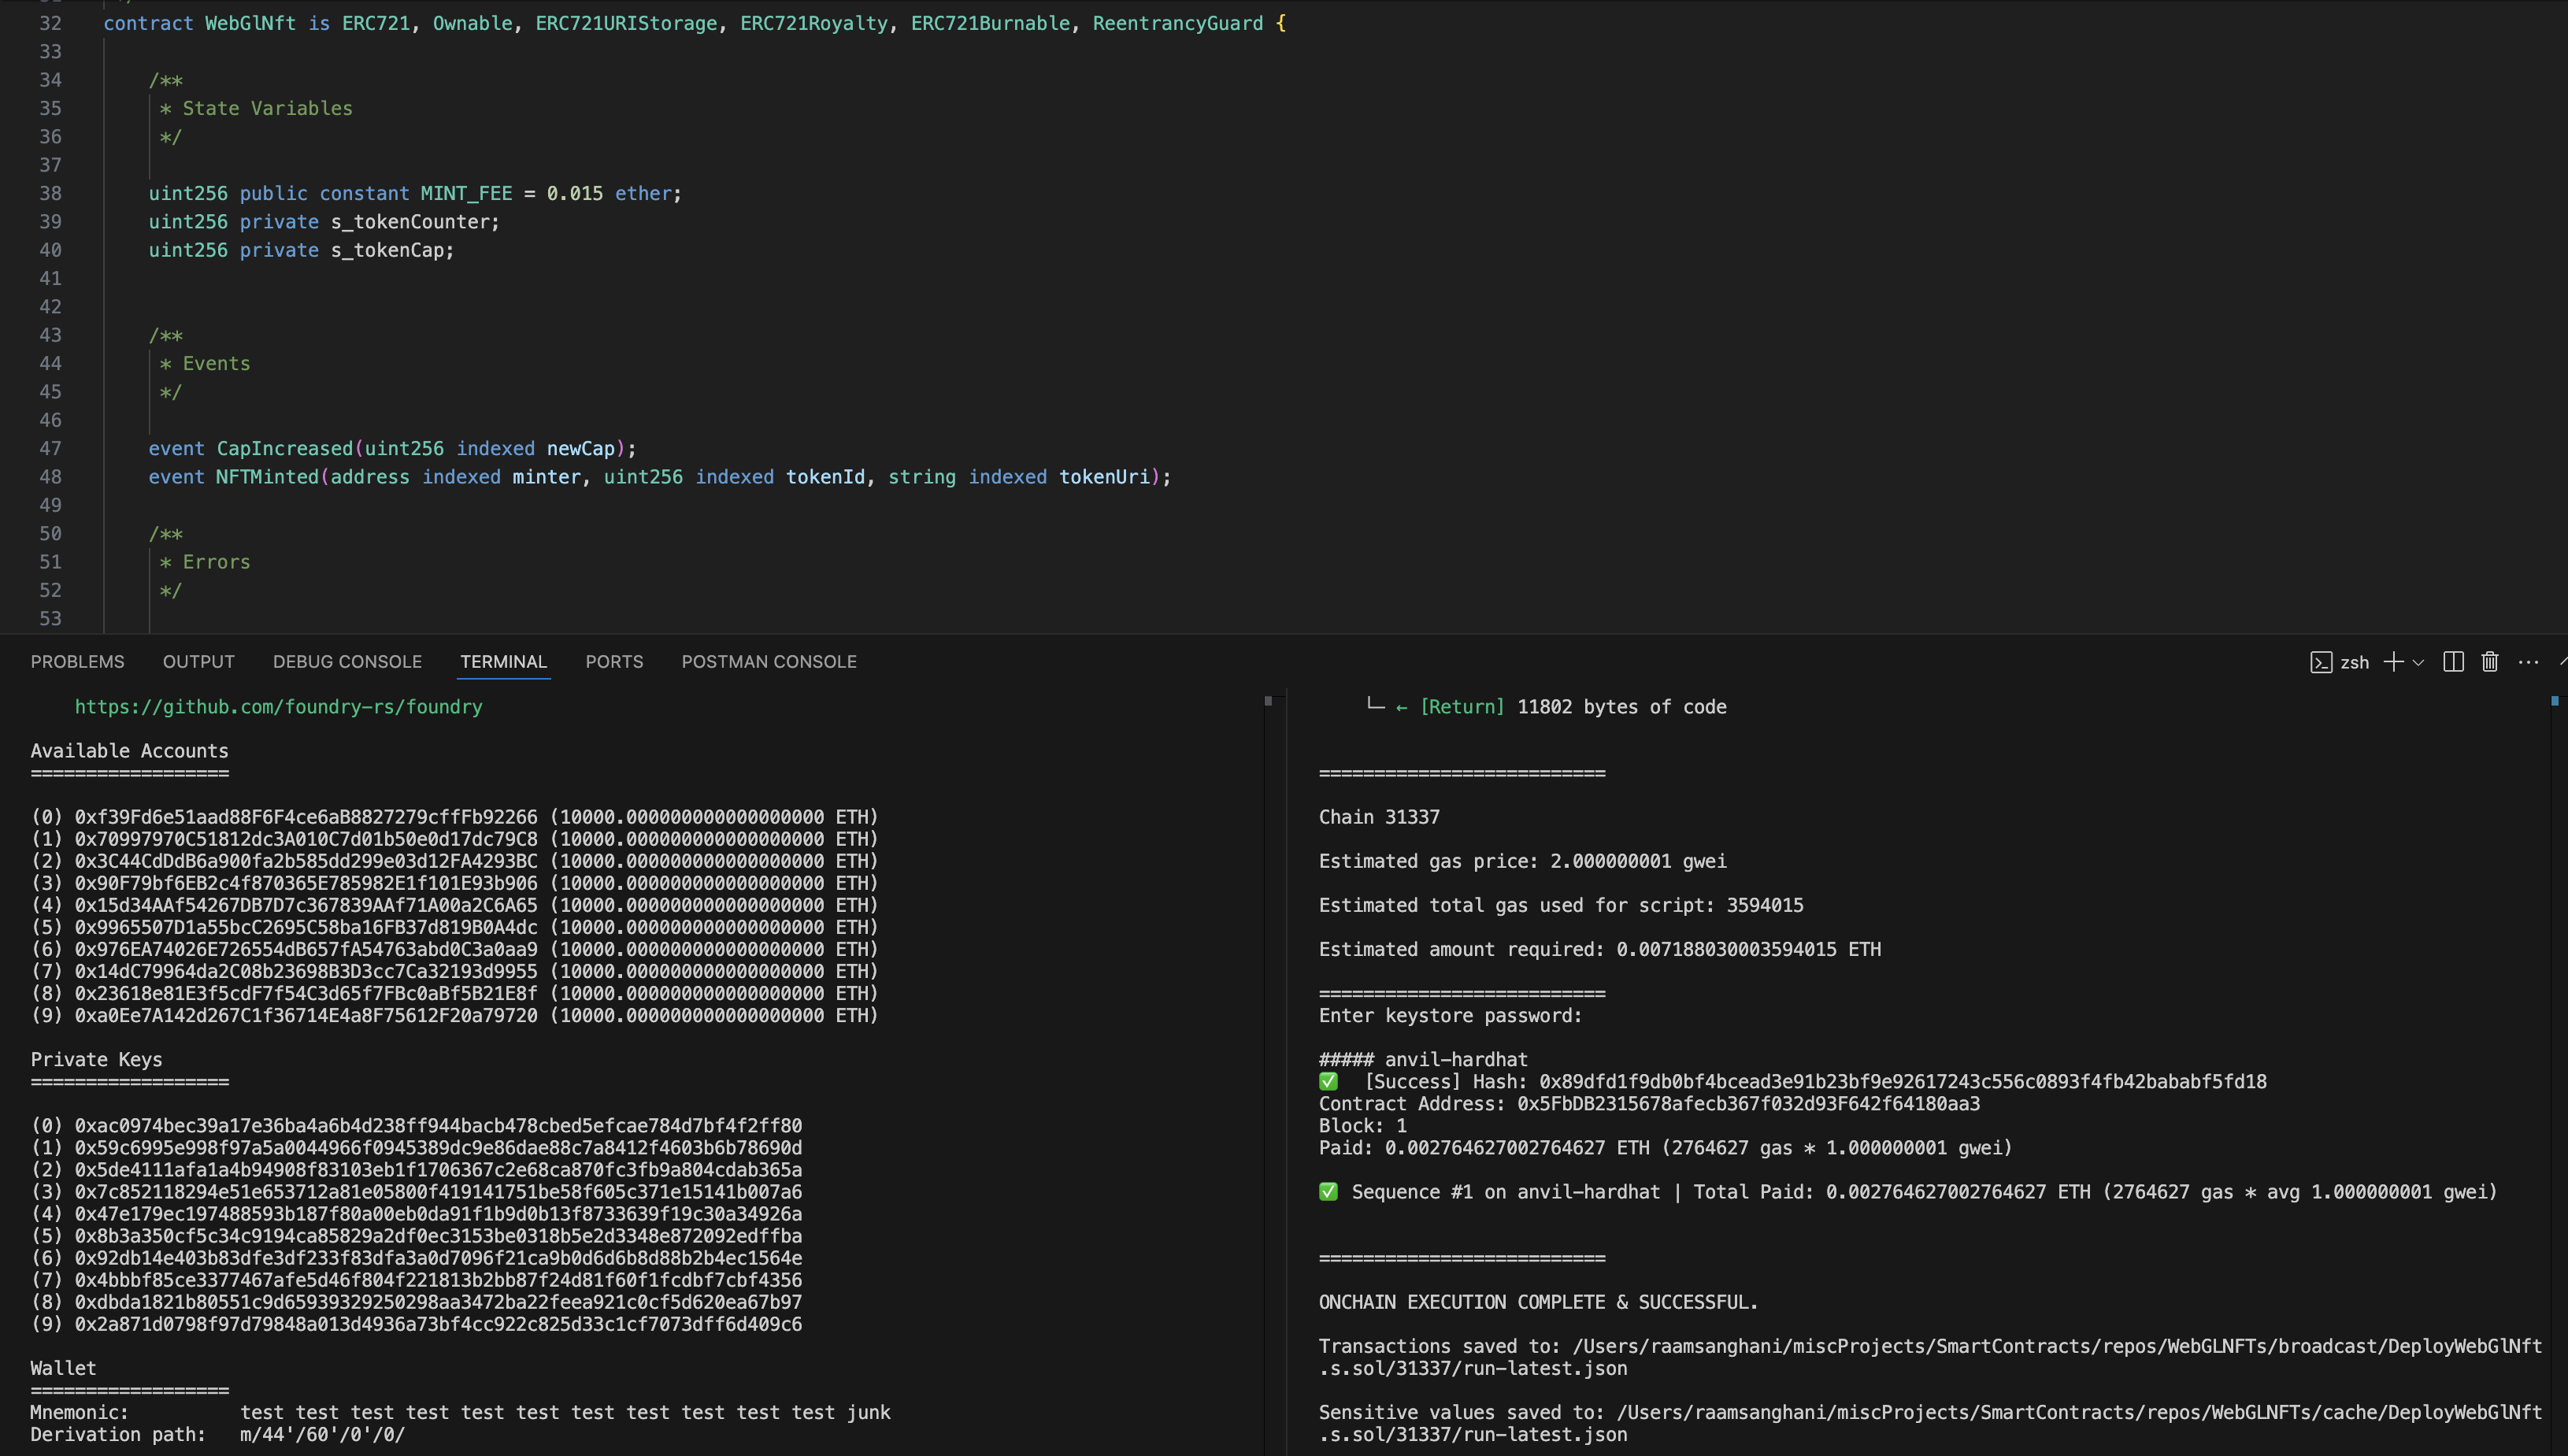 32 contract WebGlNft is ERC721, Ownable, ERC721URIStorage, ERC721Royalty, ERC721Burnable, ReentrancyGuard {
33
34 /**
35 * State Variables
36 */
37
38 uint256 public constant MINT_FEE = 0.015 ether;
39 uint256 private s_tokenCounter;
40 uint256 private s_tokenCap;
41
42
43 /**
44 * Events
45 */
46
47 event CapIncreased(uint256 indexed newCap);
48 event NFTMinted(address indexed minter, uint256 indexed tokenId, string indexed tokenUri);
49
50 /**
51 * Errors
52 */
53
PROBLEMS OUTPUT DEBUG CONSOLE TERMINAL PORTS POSTMAN CONSOLE zsh
https://github.com/foundry-rs/foundry
Available Accounts
==================
(0) 0xf39Fd6e51aad88F6F4ce6aB8827279cffFb92266 (10000.000000000000000000 ETH)
(1) 0x70997970C51812dc3A010C7d01b50e0d17dc79C8 (10000.000000000000000000 ETH)
(2) 0x3C44CdDdB6a900fa2b585dd299e03d12FA4293BC (10000.000000000000000000 ETH)
(3) 0x90F79bf6EB2c4f870365E785982E1f101E93b906 (10000.000000000000000000 ETH)
(4) 0x15d34AAf54267DB7D7c367839AAf71A00a2C6A65 (10000.000000000000000000 ETH)
(5) 0x9965507D1a55bcC2695C58ba16FB37d819B0A4dc (10000.000000000000000000 ETH)
(6) 0x976EA74026E726554dB657fA54763abd0C3a0aa9 (10000.000000000000000000 ETH)
(7) 0x14dC79964da2C08b23698B3D3cc7Ca32193d9955 (10000.000000000000000000 ETH)
(8) 0x23618e81E3f5cdF7f54C3d65f7FBc0aBf5B21E8f (10000.000000000000000000 ETH)
(9) 0xa0Ee7A142d267C1f36714E4a8F75612F20a79720 (10000.000000000000000000 ETH)
Private Keys
==================
(0) 0xac0974bec39a17e36ba4a6b4d238ff944bacb478cbed5efcae784d7bf4f2ff80
(1) 0x59c6995e998f97a5a0044966f0945389dc9e86dae88c7a8412f4603b6b78690d
(2) 0x5de4111afa1a4b94908f83103eb1f1706367c2e68ca870fc3fb9a804cdab365a
(3) 0x7c852118294e51e653712a81e05800f419141751be58f605c371e15141b007a6
(4) 0x47e179ec197488593b187f80a00eb0da91f1b9d0b13f8733639f19c30a34926a
(5) 0x8b3a350cf5c34c9194ca85829a2df0ec3153be0318b5e2d3348e872092edffba
(6) 0x92db14e403b83dfe3df233f83dfa3a0d7096f21ca9b0d6d6b8d88b2b4ec1564e
(7) 0x4bbbf85ce3377467afe5d46f804f221813b2bb87f24d81f60f1fcdbf7cbf4356
(8) 0xdbda1821b80551c9d65939329250298aa3472ba22feea921c0cf5d620ea67b97
(9) 0x2a871d0798f97d79848a013d4936a73bf4cc922c825d33c1cf7073dff6d409c6
Wallet
==================
Mnemonic: test test test test test test test test test test test junk
Derivation path: m/44'/60'/0'/0/
└─ ← [Return] 11802 bytes of code
==========================
Chain 31337
Estimated gas price: 2.000000001 gwei
Estimated total gas used for script: 3594015
Estimated amount required: 0.007188030003594015 ETH
==========================
Enter keystore password:
##### anvil-hardhat
✅ [Success] Hash: 0x89dfd1f9db0bf4bcead3e91b23bf9e92617243c556c0893f4fb42bababf5fd18
Contract Address: 0x5FbDB2315678afecb367f032d93F642f64180aa3
Block: 1
Paid: 0.002764627002764627 ETH (2764627 gas * 1.000000001 gwei)
✅ Sequence #1 on anvil-hardhat | Total Paid: 0.002764627002764627 ETH (2764627 gas * avg 1.000000001 gwei)
==========================
ONCHAIN EXECUTION COMPLETE & SUCCESSFUL.
Transactions saved to: /Users/raamsanghani/miscProjects/SmartContracts/repos/WebGLNFTs/broadcast/DeployWebGlNft
.s.sol/31337/run-latest.json
Sensitive values saved to: /Users/raamsanghani/miscProjects/SmartContracts/repos/WebGLNFTs/cache/DeployWebGlNft
.s.sol/31337/run-latest.json